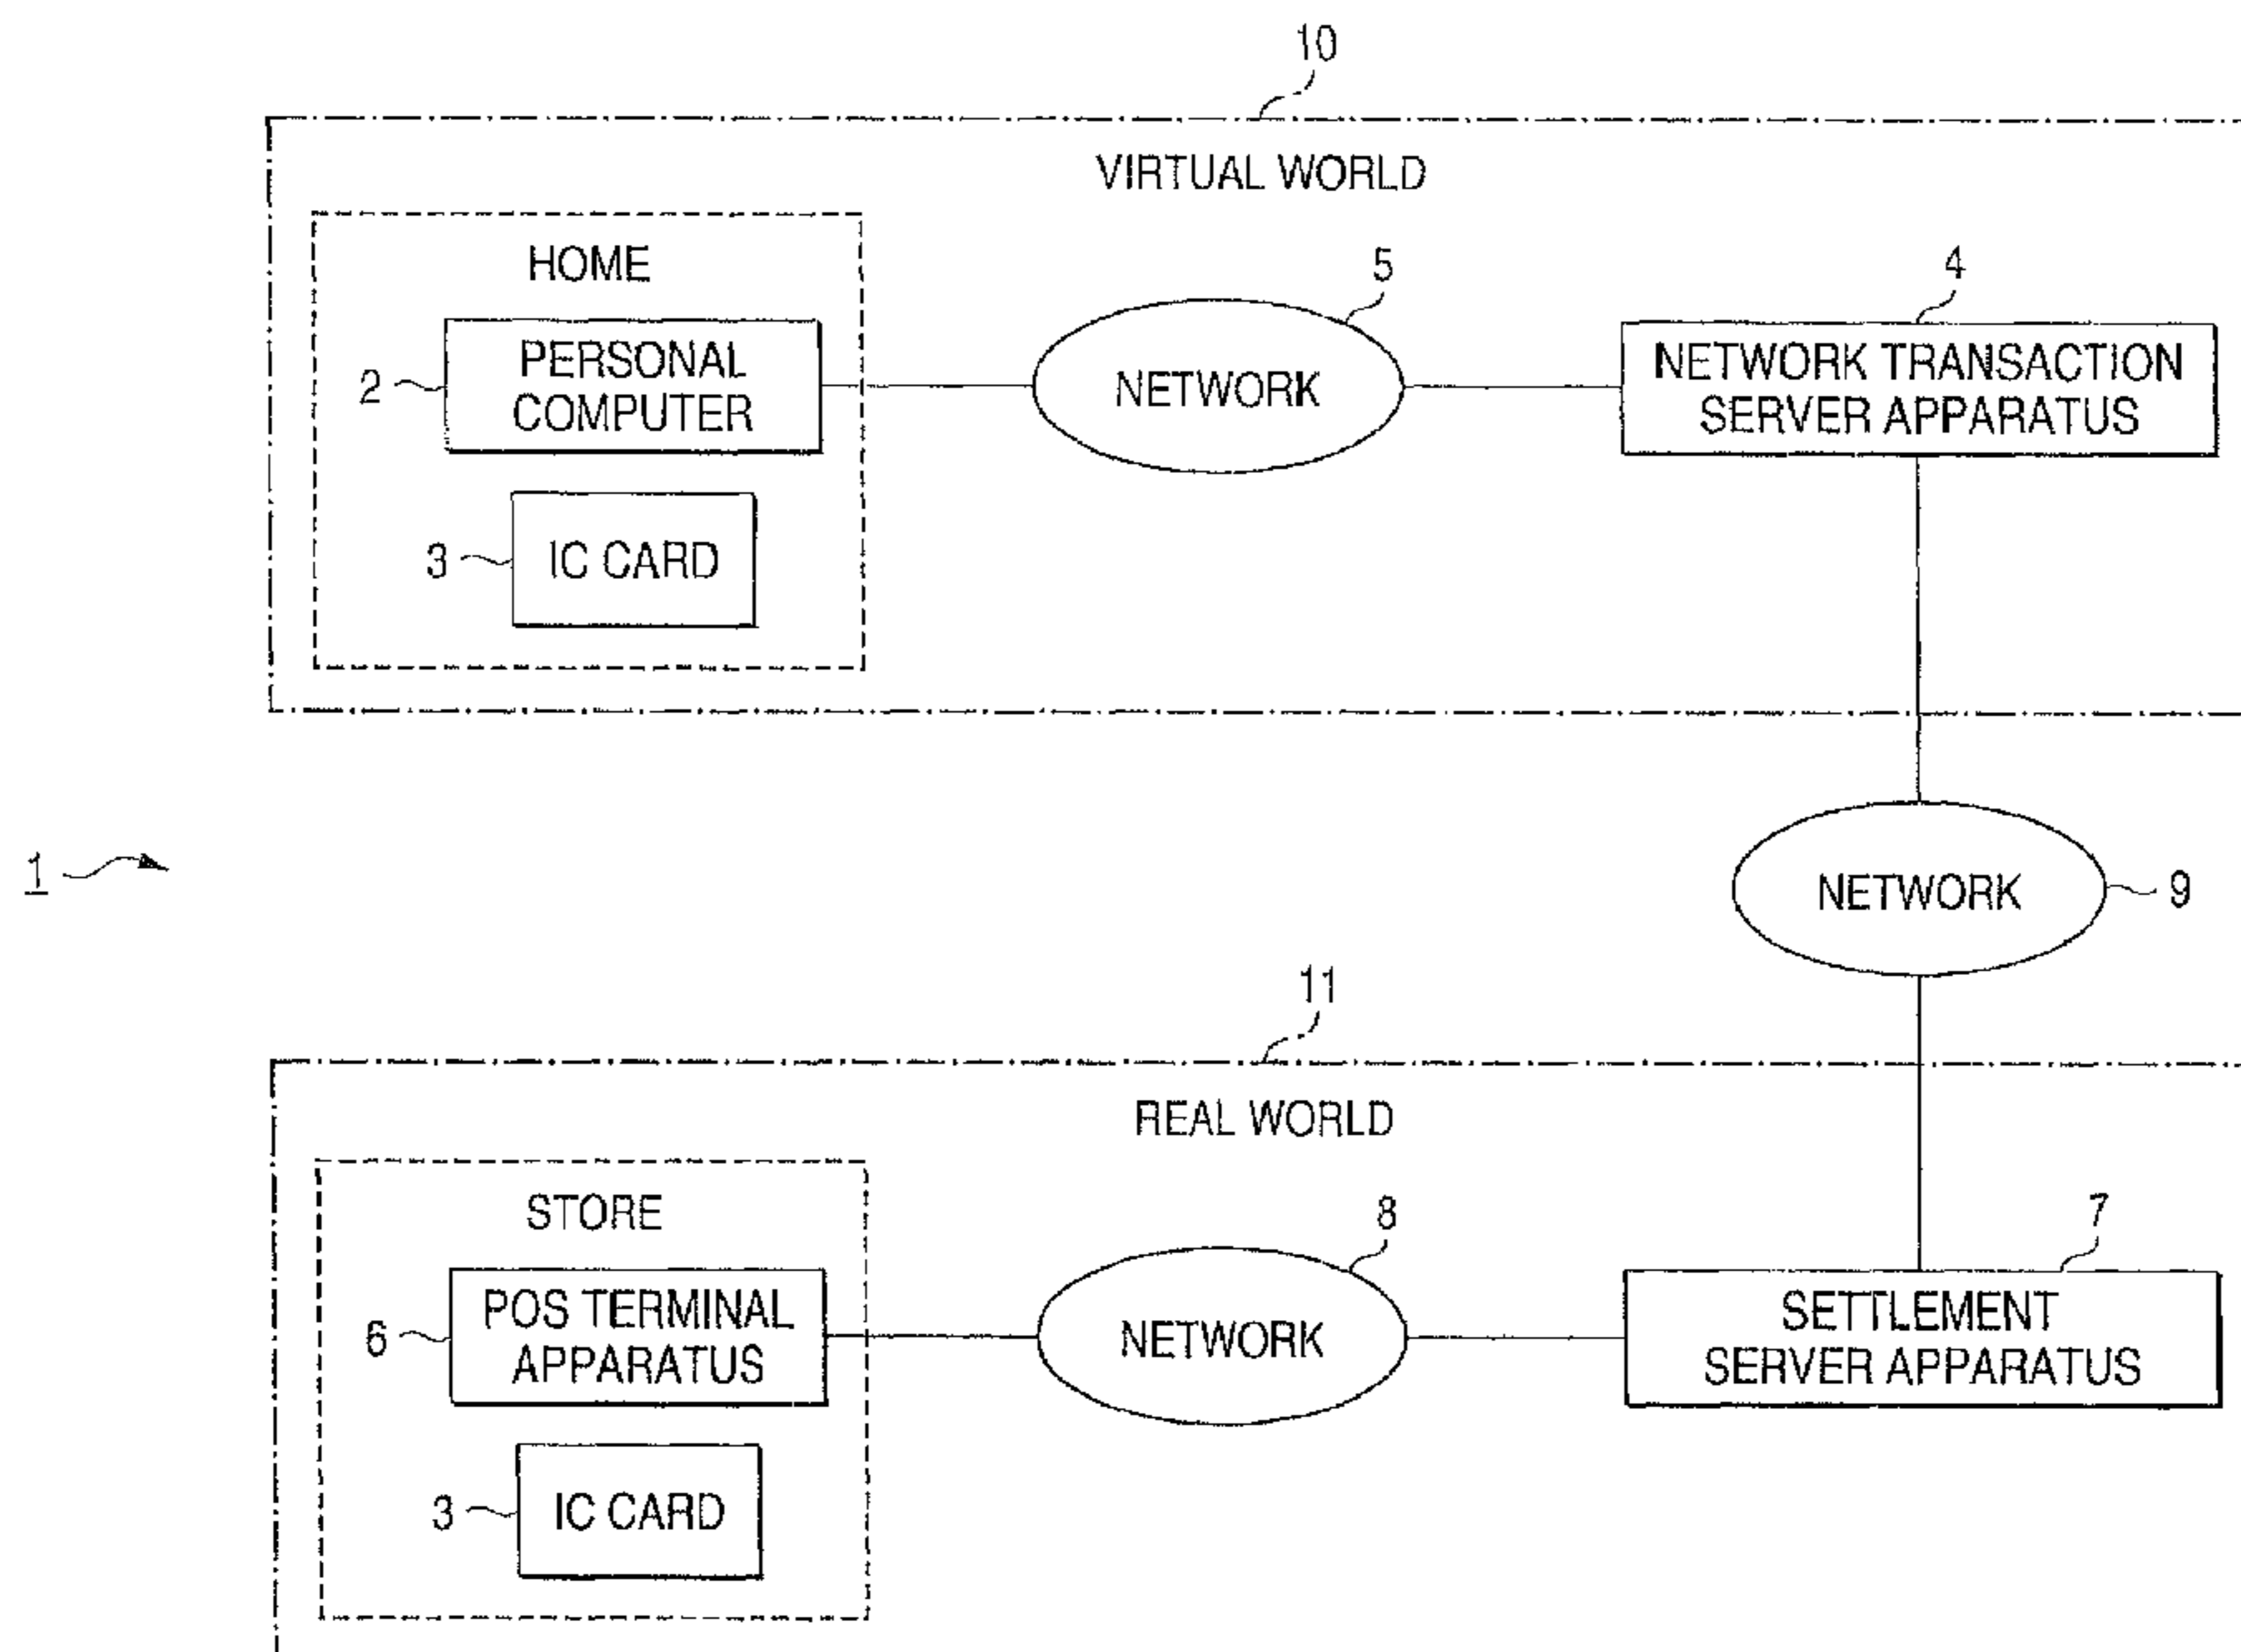 10
VIRTUAL WORLD
HOME
5
4
2
PERSONAL
COMPUTER
NETWORK
NETWORK TRANSACTION
SERVER APPARATUS
3
IC CARD
1
NETWORK
9
11
REAL WORLD
STORE
8
7
6
POS TERMINAL
APPARATUS
NETWORK
SETTLEMENT
SERVER APPARATUS
3
IC CARD